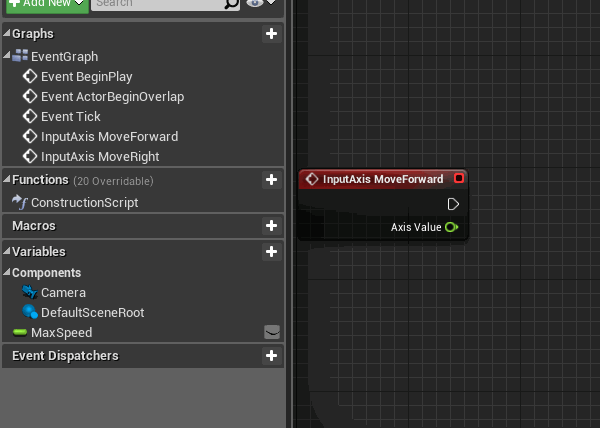 Add New
Search
Graphs
EventGraph
Event BeginPlay
Event ActorBeginOverlap
Event Tick
InputAxis MoveForward
InputAxis MoveRight
Functions (20 Overridable)
ConstructionScript
Macros
Variables
Components
Camera
DefaultSceneRoot
MaxSpeed
Event Dispatchers
InputAxis MoveForward
Axis Value